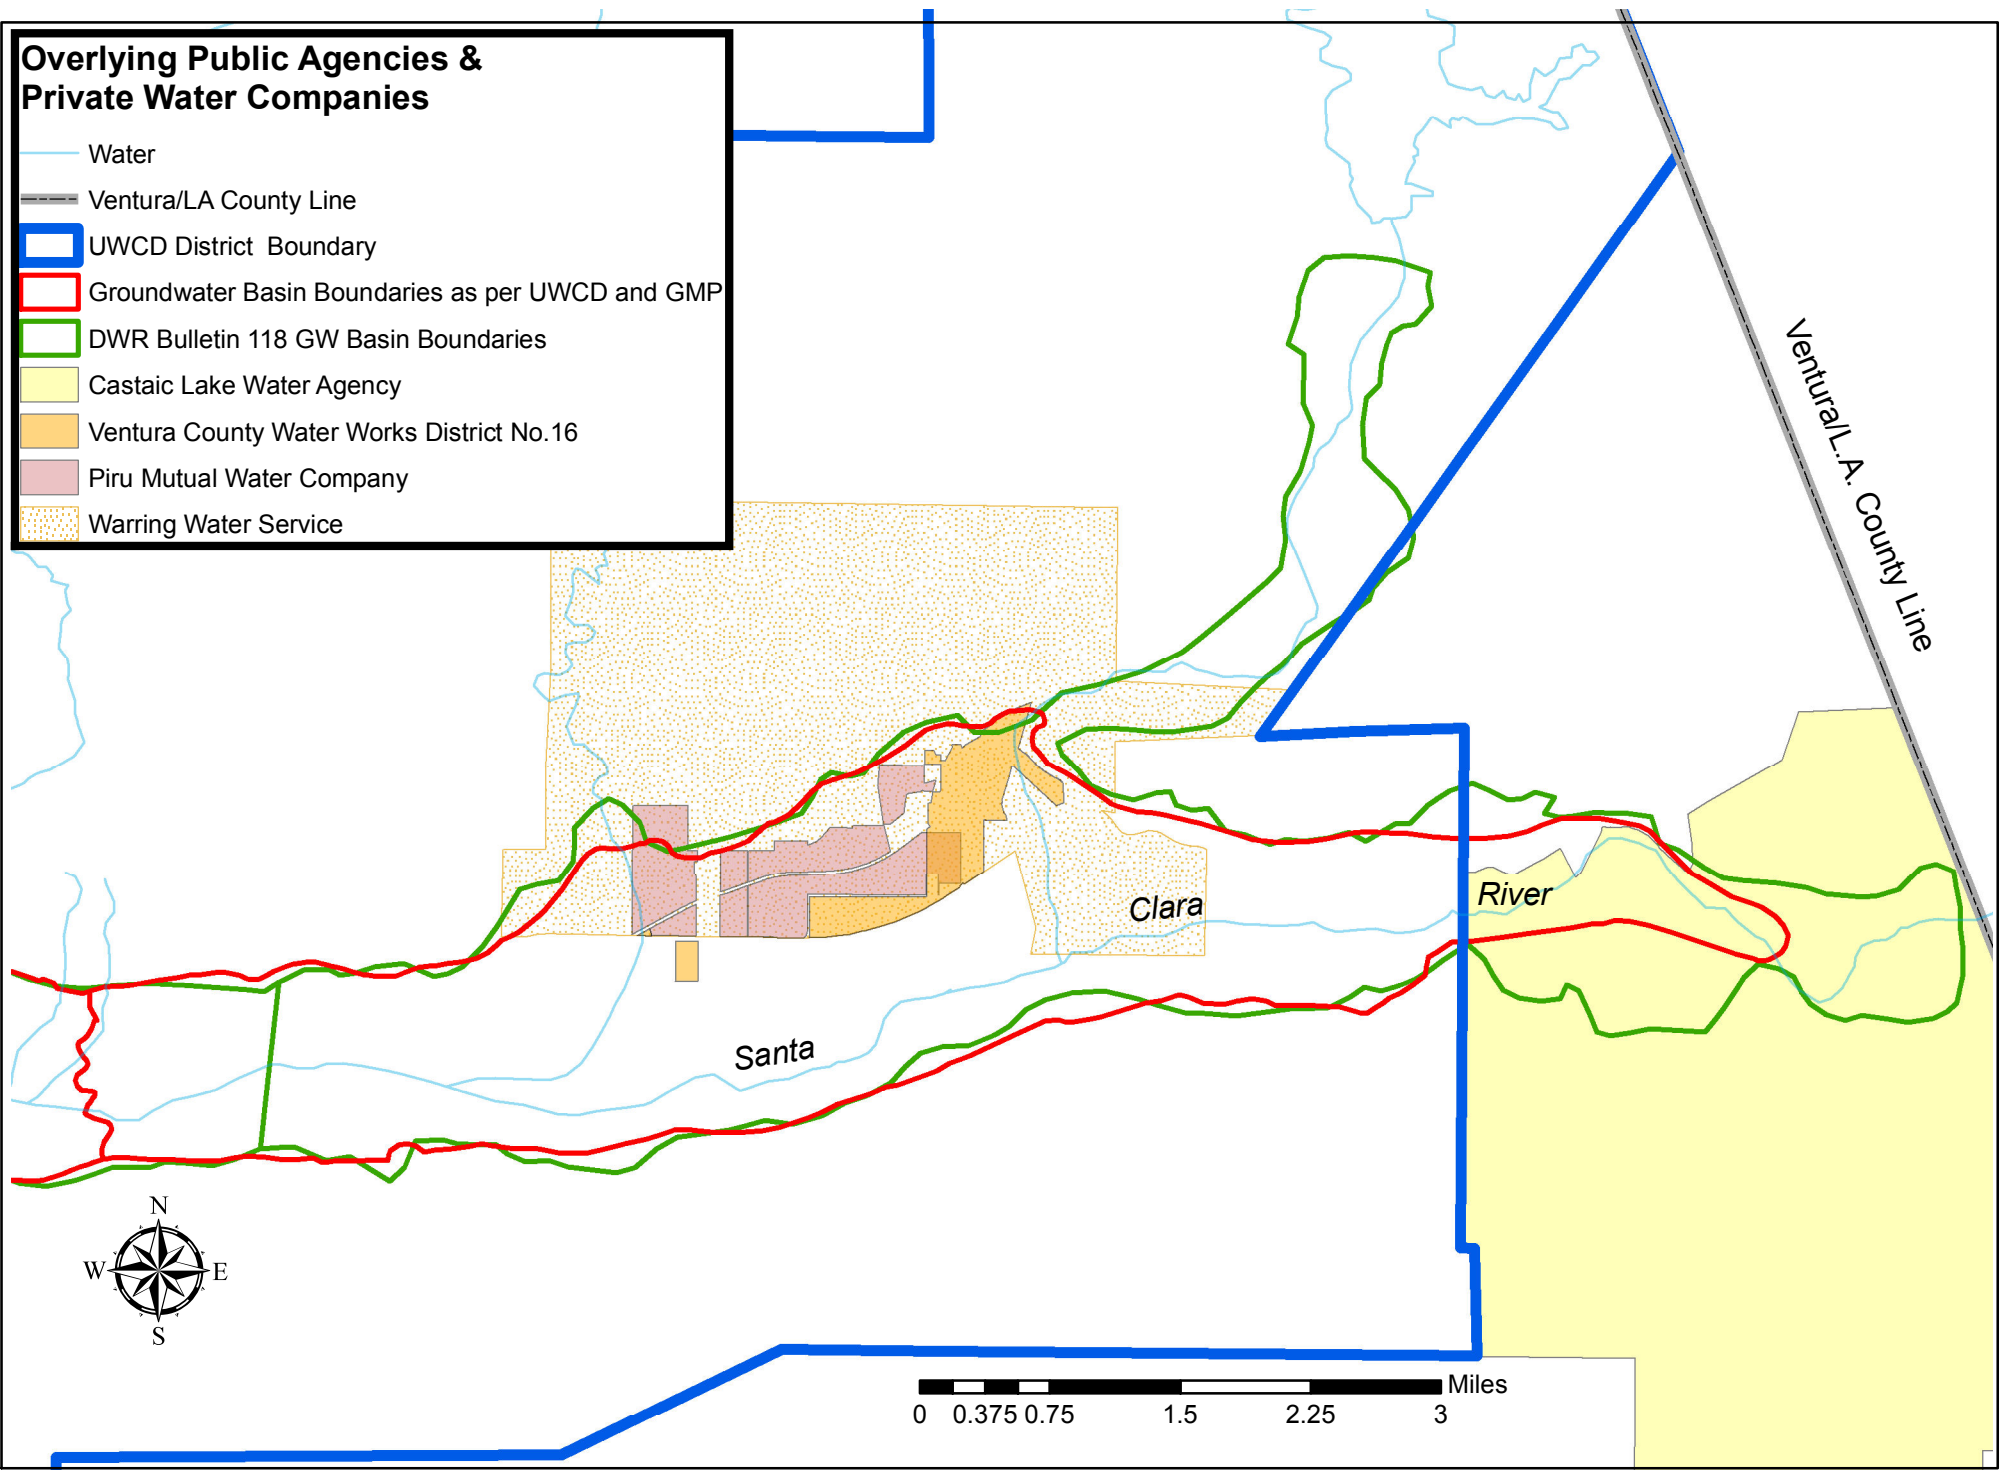 Overlying Public Agencies &
Private Water Companies
Water
Ventura/LA County Line
UWCD District Boundary
Groundwater Basin Boundaries as per UWCD and GMP
DWR Bulletin 118 GW Basin Boundaries
Castaic Lake Water Agency
Ventura County Water Works District No.16
Piru Mutual Water Company
Warring Water Service
Ventura/L.A. County Line
River
Clara
Santa
N
W E
S
Miles
0 0.375 0.75 1.5 2.25 3